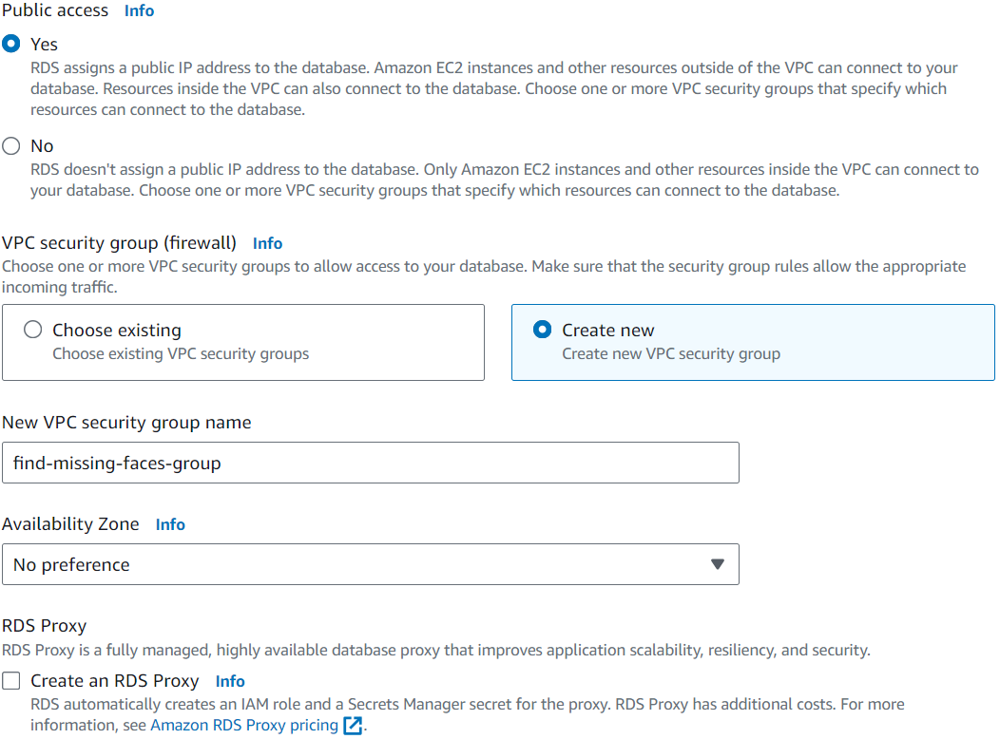 Public access Info
Yes
RDS assigns a public IP address to the database. Amazon EC2 instances and other resources outside of the VPC can connect to your
database. Resources inside the VPC can also connect to the database. Choose one or more VPC security groups that specify which
resources can connect to the database.
No
RDS doesn't assign a public IP address to the database. Only Amazon EC2 instances and other resources inside the VPC can connect to
your database. Choose one or more VPC security groups that specify which resources can connect to the database.
VPC security group (firewall) Info
Choose one or more VPC security groups to allow access to your database. Make sure that the security group rules allow the appropriate
incoming traffic.
Choose existing
Choose existing VPC security groups
Create new
Create new VPC security group
New VPC security group name
find-missing-faces-group
Availability Zone Info
No preference
RDS Proxy
RDS Proxy is a fully managed, highly available database proxy that improves application scalability, resiliency, and security.
Create an RDS Proxy Info
RDS automatically creates an IAM role and a Secrets Manager secret for the proxy. RDS Proxy has additional costs. For more
information, see Amazon RDS Proxy pricing.